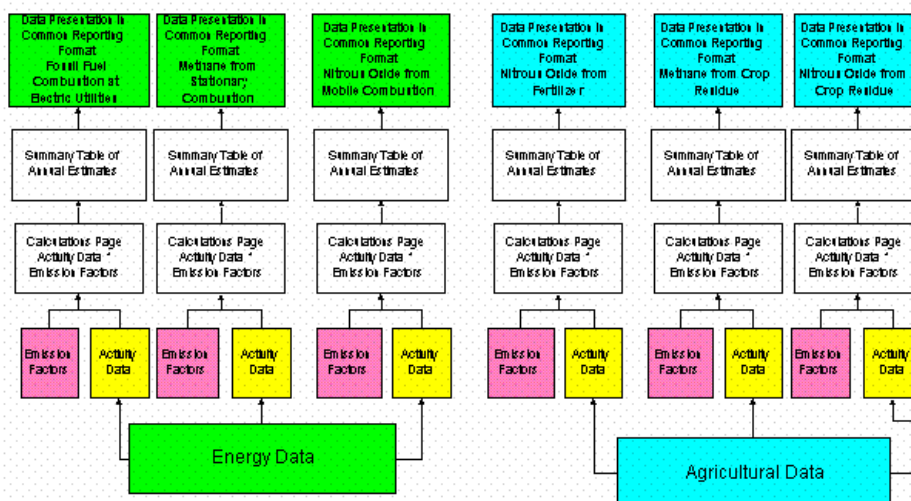 Data Presentation in
Common Reporting
Format
Fossil Fuel
Combustion at
Electric Utilities
Data Presentation in
Common Reporting
Format
Methane from
Stationary
Combustion
Data Presentation in
Common Reporting
Format
Nitrous Oxide from
Mobile Combustion
Data Presentation in
Common Reporting
Format
Nitrous Oxide from
Fertilizer
Data Presentation in
Common Reporting
Format
Methane from Crop
Residue
Data Presentation in
Common Reporting
Format
Nitrous Oxide from
Crop Residue
Summary Table of
Annual Estimates
Summary Table of
Annual Estimates
Summary Table of
Annual Estimates
Summary Table of
Annual Estimates
Summary Table of
Annual Estimates
Summary Table of
Annual Estimates
Calculations Page
Activity Data *
Emission Factors
Calculations Page
Activity Data *
Emission Factors
Calculations Page
Activity Data *
Emission Factors
Calculations Page
Activity Data *
Emission Factors
Calculations Page
Activity Data *
Emission Factors
Calculations Page
Activity Data *
Emission Factors
Emission
Factors
Activity
Data
Emission
Factors
Activity
Data
Emission
Factors
Activity
Data
Emission
Factors
Activity
Data
Emission
Factors
Activity
Data
Emission
Factors
Activity
Data
Energy Data
Agricultural Data